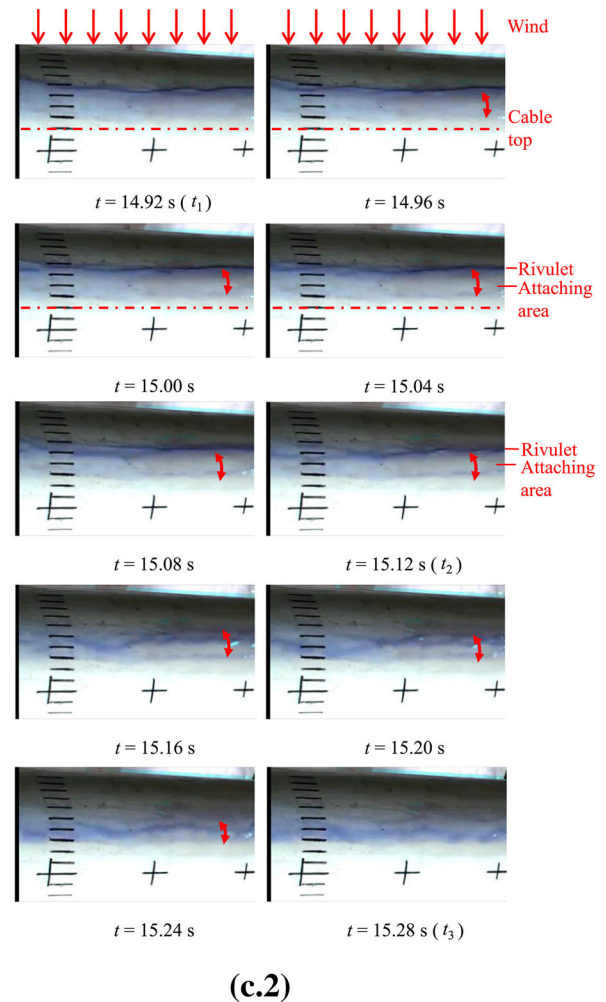 Wind
Cable
top
t = 14.92 s ( t1 )
t = 14.96 s
Rivulet
Attaching
area
t = 15.00 s
t = 15.04 s
Rivulet
Attaching
area
t = 15.08 s
t = 15.12 s ( t2 )
t = 15.16 s
t = 15.20 s
t = 15.24 s
t = 15.28 s ( t3 )
(c.2)